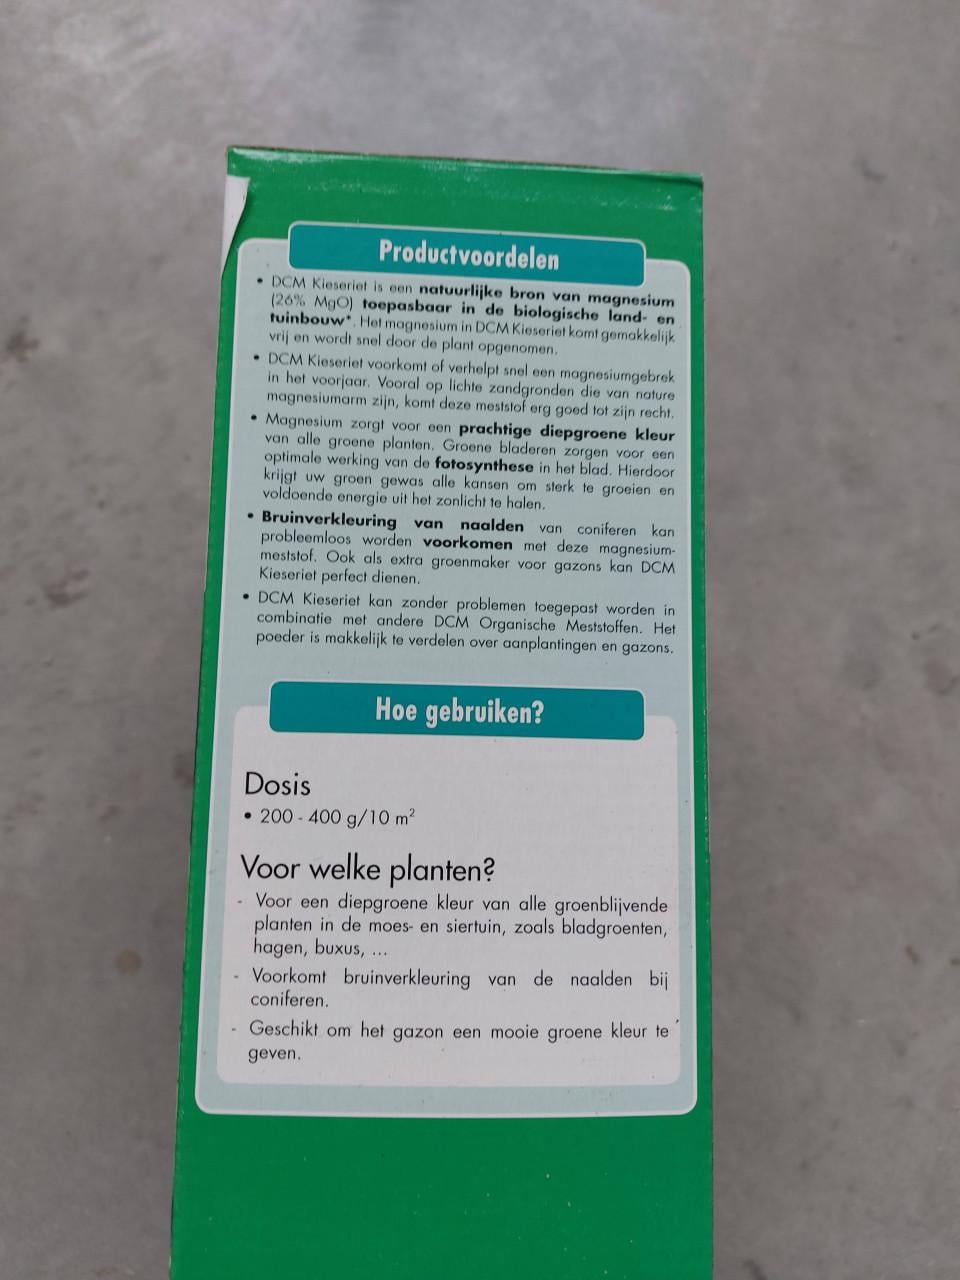 Productvoordelen
• DCM Kieseriet is een natuurlijke bron van magnesium
(26% MgO) toepasbaar in de biologische land- en
tuinbouw*. Het magnesium in DCM Kieseriet komt gemakkelijk
vrij en wordt snel door de plant opgenomen.
• DCM Kieseriet voorkomt of verhelpt snel een magnesiumgebrek
in het voorjaar. Vooral op lichte zandgronden die van nature
magnesiumarm zijn, komt deze meststof erg goed tot zijn recht.
• Magnesium zorgt voor een prachtige diepgroene kleur
van alle groene planten. Groene bladeren zorgen voor een
optimale werking van de fotosynthese in het blad. Hierdoor
krijgt uw groen gewas alle kansen om sterk te groeien en
voldoende energie uit het zonlicht te halen.
• Bruinverkleuring van naalden van coniferen kan
probleemloos worden voorkomen met deze magnesium-
meststof. Ook als extra groenmaker voor gazons kan DCM
Kieseriet perfect dienen.
• DCM Kieseriet kan zonder problemen toegepast worden in
combinatie met andere DCM Organische Meststoffen. Het
poeder is makkelijk te verdelen over aanplantingen en gazons.
Hoe gebruiken?
Dosis
• 200 - 400 g/10 m²
Voor welke planten?
- Voor een diepgroene kleur van alle groenblijvende
planten in de moes- en siertuin, zoals bladgroenten,
hagen, buxus, ...
- Voorkomt bruinverkleuring van de naalden bij
coniferen.
- Geschikt om het gazon een mooie groene kleur te
geven.